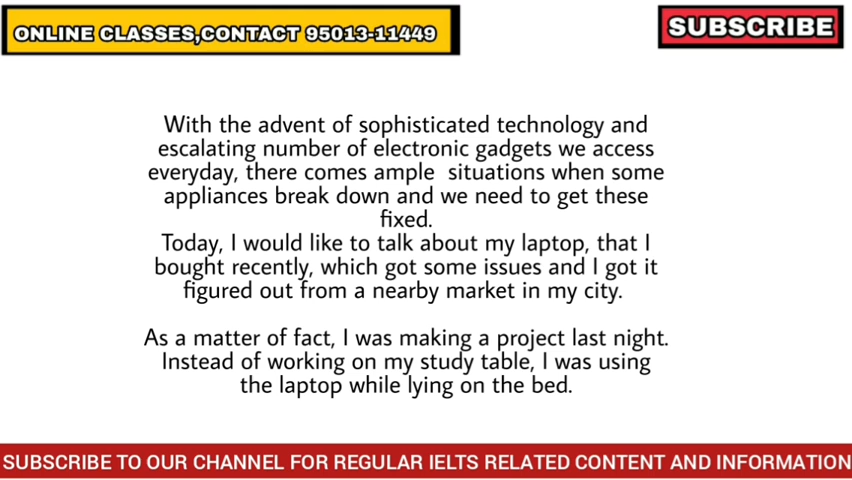 ONLINE CLASSES,CONTACT 95013-11449
SUBSCRIBE
With the advent of sophisticated technology and
escalating number of electronic gadgets we access
everyday, there comes ample  situations when some
appliances break down and we need to get these
fixed.
Today, I would like to talk about my laptop, that I
bought recently, which got some issues and I got it
figured out from a nearby market in my city.
As a matter of fact, I was making a project last night.
Instead of working on my study table, I was using
the laptop while lying on the bed.
SUBSCRIBE TO OUR CHANNEL FOR REGULAR IELTS RELATED CONTENT AND INFORMATION